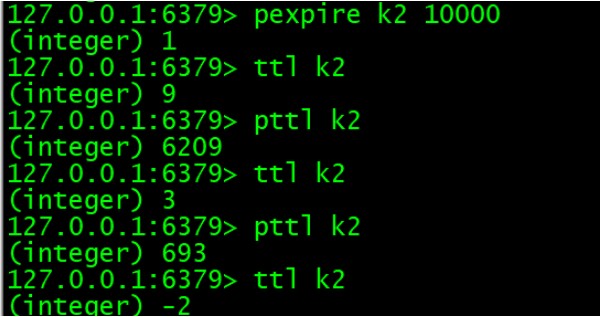 127.0.0.1:6379> pexpire k2 10000
(integer) 1
127.0.0.1:6379> ttl k2
(integer) 9
127.0.0.1:6379> pttl k2
(integer) 6209
127.0.0.1:6379> ttl k2
(integer) 3
127.0.0.1:6379> pttl k2
(integer) 693
127.0.0.1:6379> ttl k2
(integer) -2